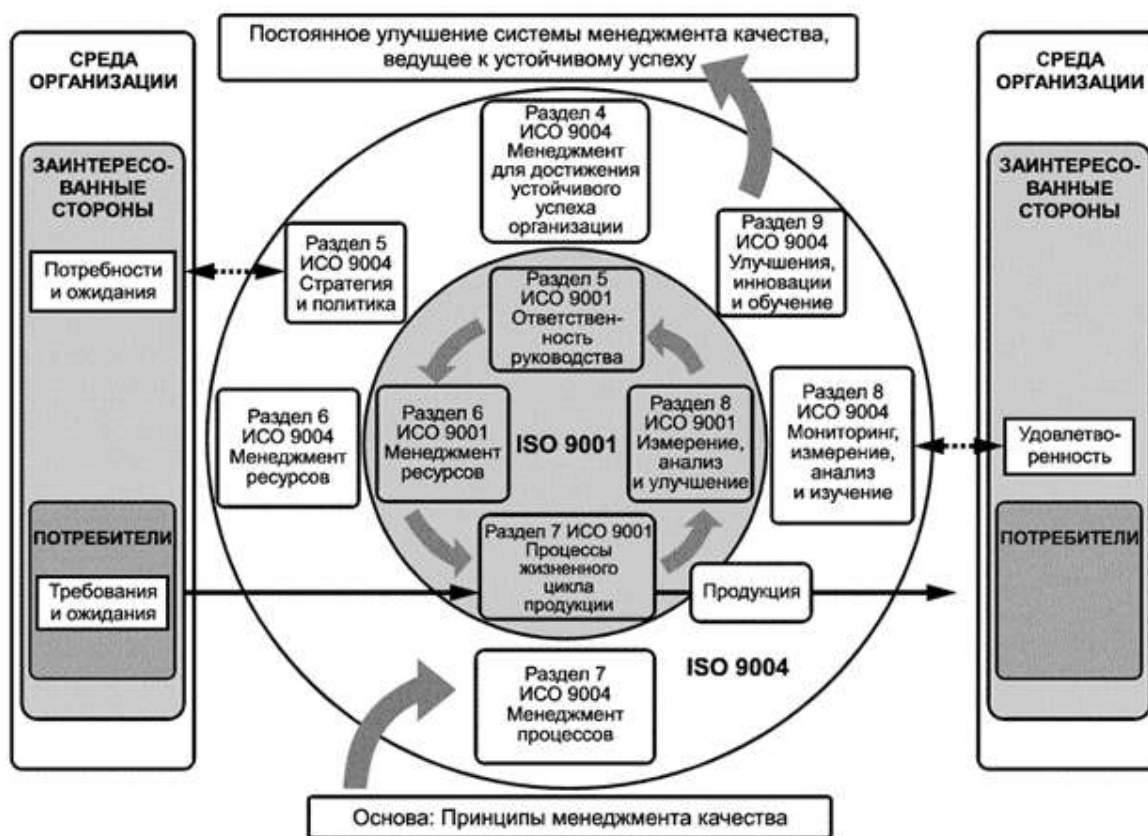 Постоянное улучшение системы менеджмента качества,
ведущее к устойчивому успеху
СРЕДА
ОРГАНИЗАЦИИ
ЗАИНТЕРЕСО-
ВАННЫЕ
СТОРОНЫ
Потребности
и ожидания
ПОТРЕБИТЕЛИ
Требования
и ожидания
Раздел 4
ИСО 9004
Менеджмент
для достижения
устойчивого
успеха
организации
Раздел 5
ИСО 9004
Стратегия
и политика
Раздел 9
ИСО 9004
Улучшения,
инновации
и обучение
Раздел 5
ИСО 9001
Ответствен-
ность
руководства
Раздел 6
ИСО 9004
Менеджмент
ресурсов
Раздел 6
ИСО 9001
Менеджмент
ресурсов
ISO 9001
Раздел 8
ИСО 9001
Измерение,
анализ
и улучшение
Раздел 8
ИСО 9004
Мониторинг,
измерение,
анализ
и изучение
Раздел 7 ИСО 9001
Процессы
жизненного
цикла
продукции
Продукция
Раздел 7
ИСО 9004
Менеджмент
процессов
ISO 9004
СРЕДА
ОРГАНИЗАЦИИ
ЗАИНТЕРЕСО-
ВАННЫЕ
СТОРОНЫ
Удовлетво-
ренность
ПОТРЕБИТЕЛИ
Основа: Принципы менеджмента качества